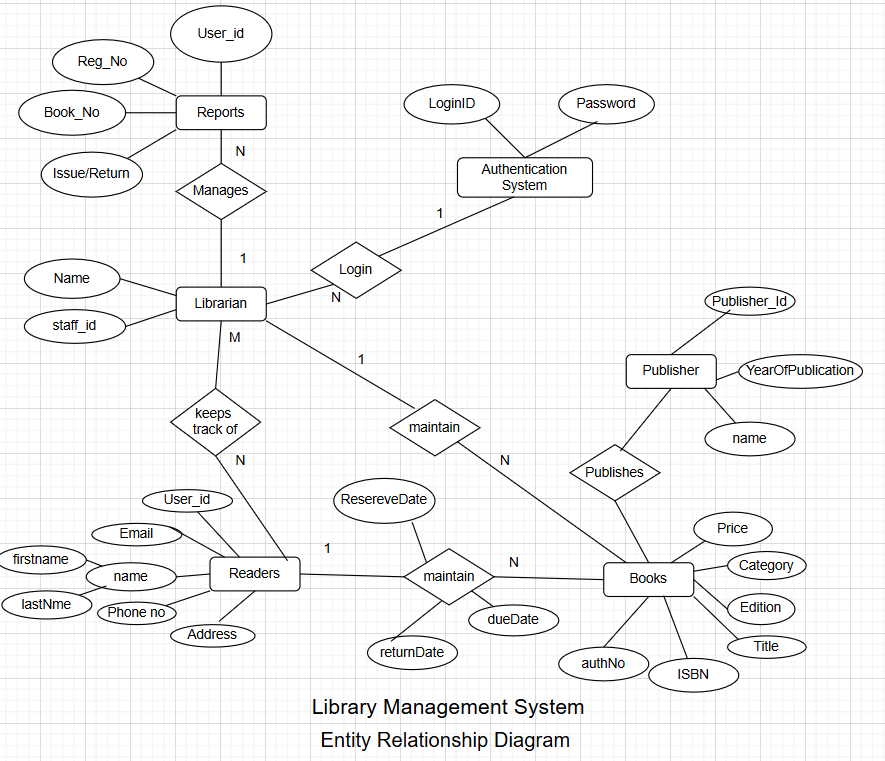 User_id
Reg_No
Reports
Book_No
Issue/Return
N
Manages
1
LoginID
Password
Authentication
System
1
Login
N
Name
Librarian
staff_id
M
1
keeps
track of
N
maintain
N
Publisher_Id
Publisher
YearOfPublication
name
Publishes
User_id
Email
firstname
name
lastNme
Phone no
Address
Readers
1
ResereveDate
maintain
N
dueDate
returnDate
Books
Price
Category
Edition
Title
authNo
ISBN
Library Management System
Entity Relationship Diagram